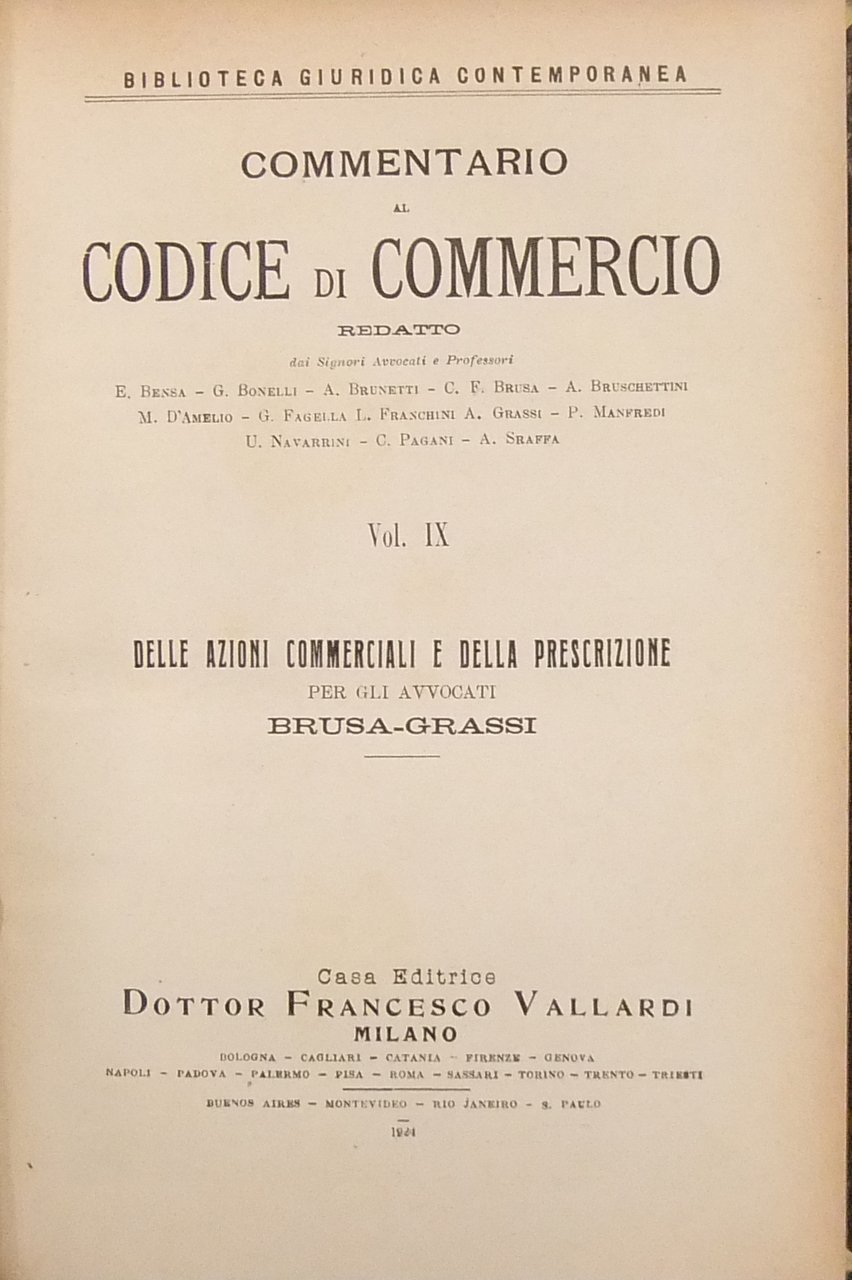 BIBLIOTECA GIURIDICA CONTEMPORANEA
COMMENTARIO
AL
CODICE DI COMMERCIO
REDATTO
dai Signori Avvocati e Professori
E. BENSA – G. BONELLI – A. BRUNETTI – C. F. BRUSA – A. BRUSCHETTINI
M. D'AMELIO – G. FAGELLA L. FRANCHINI A. GRASSI – P. MANFREDI
U. NAVARRINI – C. PAGANI – A. SRAFFA
Vol. IX
DELLE AZIONI COMMERCIALI E DELLA PRESCRIZIONE
PER GLI AVVOCATI
BRUSA-GRASSI
Casa Editrice
DOTTOR FRANCESCO VALLARDI
MILANO
BOLOGNA – CAGLIARI – CATANIA – FIRENZE – GENOVA
NAPOLI – PADOVA – PALERMO – PISA – ROMA – SASSARI – TORINO – TRENTO – TRIESTI
BUENOS AIRES – MONTEVIDEO – RIO JANEIRO – S. PAULO